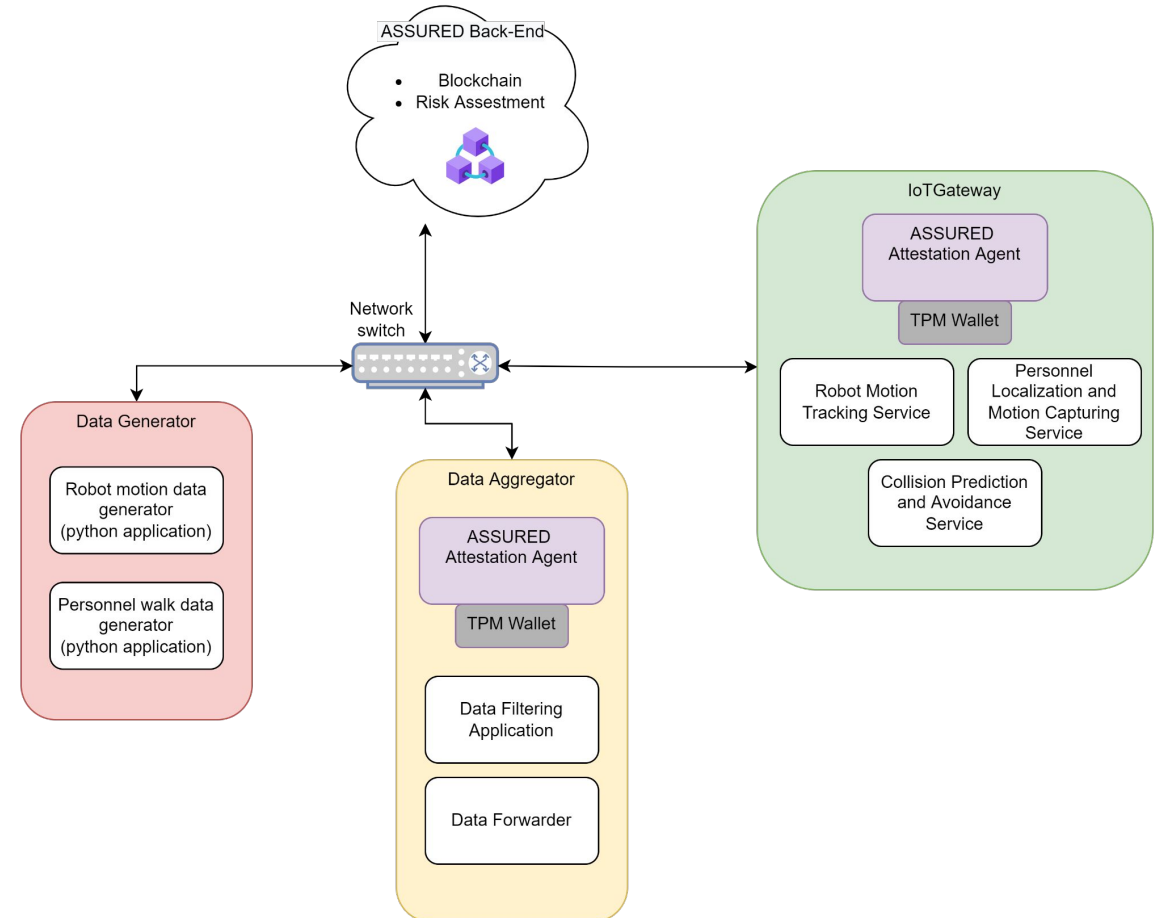 ASSURED Back-End
• Blockchain
• Risk Assestment
Network
switch
Data Generator
Robot motion data
generator
(python application)
Personnel walk data
generator
(python application)
Data Aggregator
ASSURED
Attestation Agent
TPM Wallet
Data Filtering
Application
Data Forwarder
IoTGateway
ASSURED
Attestation Agent
TPM Wallet
Robot Motion
Tracking Service
Personnel
Localization and
Motion Capturing
Service
Collision Prediction
and Avoidance
Service